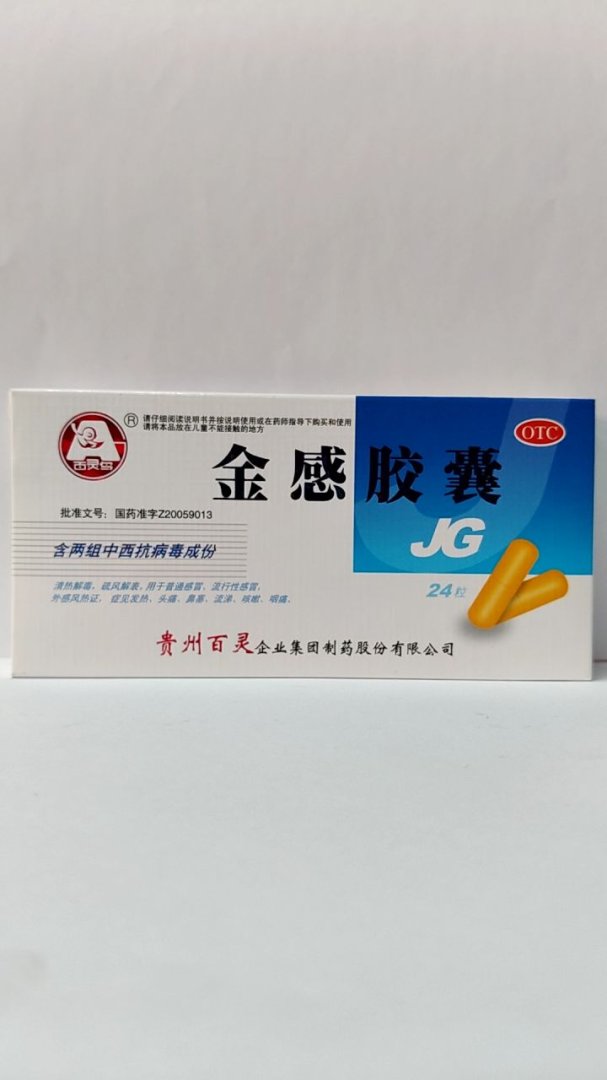 百灵鸟
®
请仔细阅读说明书并按说明使用或在药师指导下购买和使用
请将本品放在儿童不能接触的地方
OTC
金感胶囊
批准文号：国药准字Z20059013
JG
含两组中西抗病毒成份
清热解毒，疏风解表。用于普通感冒，流行性感冒，
外感风热证，症见发热、头痛、鼻塞、流涕、咳嗽、咽痛。
24粒
贵州百灵企业集团制药股份有限公司